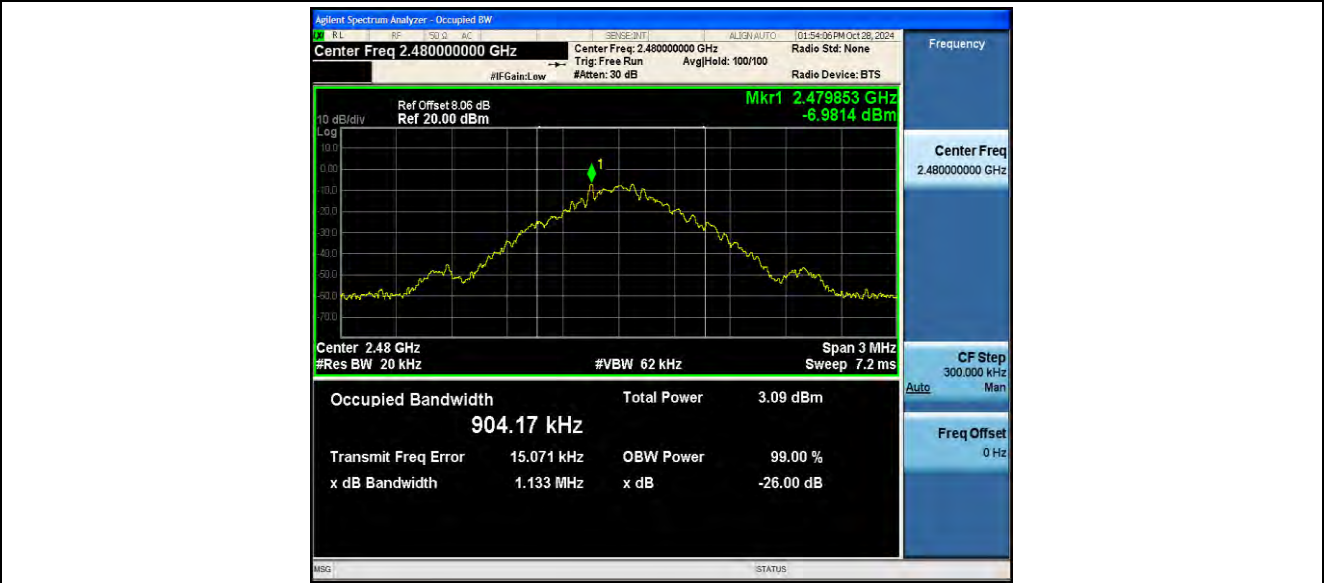 Agilent Spectrum Analyzer - Occupied BW
LXI RL RF 50 Ω AC SENSE:INT ALIGN AUTO 01:54:06 PM Oct 28, 2024
Center Freq 2.480000000 GHz
Center Freq: 2.480000000 GHz
Radio Std: None
Trig: Free Run
Avg|Hold: 100/100
#IFGain:Low
#Atten: 30 dB
Radio Device: BTS
Mkr1 2.479853 GHz
-6.9814 dBm
Ref Offset 8.06 dB
10 dB/div
Ref 20.00 dBm
Log
10.0
0.00
-10.0
-20.0
-30.0
-40.0
-50.0
-60.0
-70.0
1
Center 2.48 GHz
Span 3 MHz
#Res BW 20 kHz
#VBW 62 kHz
Sweep 7.2 ms
Occupied Bandwidth
904.17 kHz
Total Power 3.09 dBm
Transmit Freq Error 15.071 kHz
OBW Power 99.00 %
x dB Bandwidth 1.133 MHz
x dB -26.00 dB
MSG
STATUS
Frequency
Center Freq
2.480000000 GHz
CF Step
300.000 kHz
Auto Man
Freq Offset
0 Hz